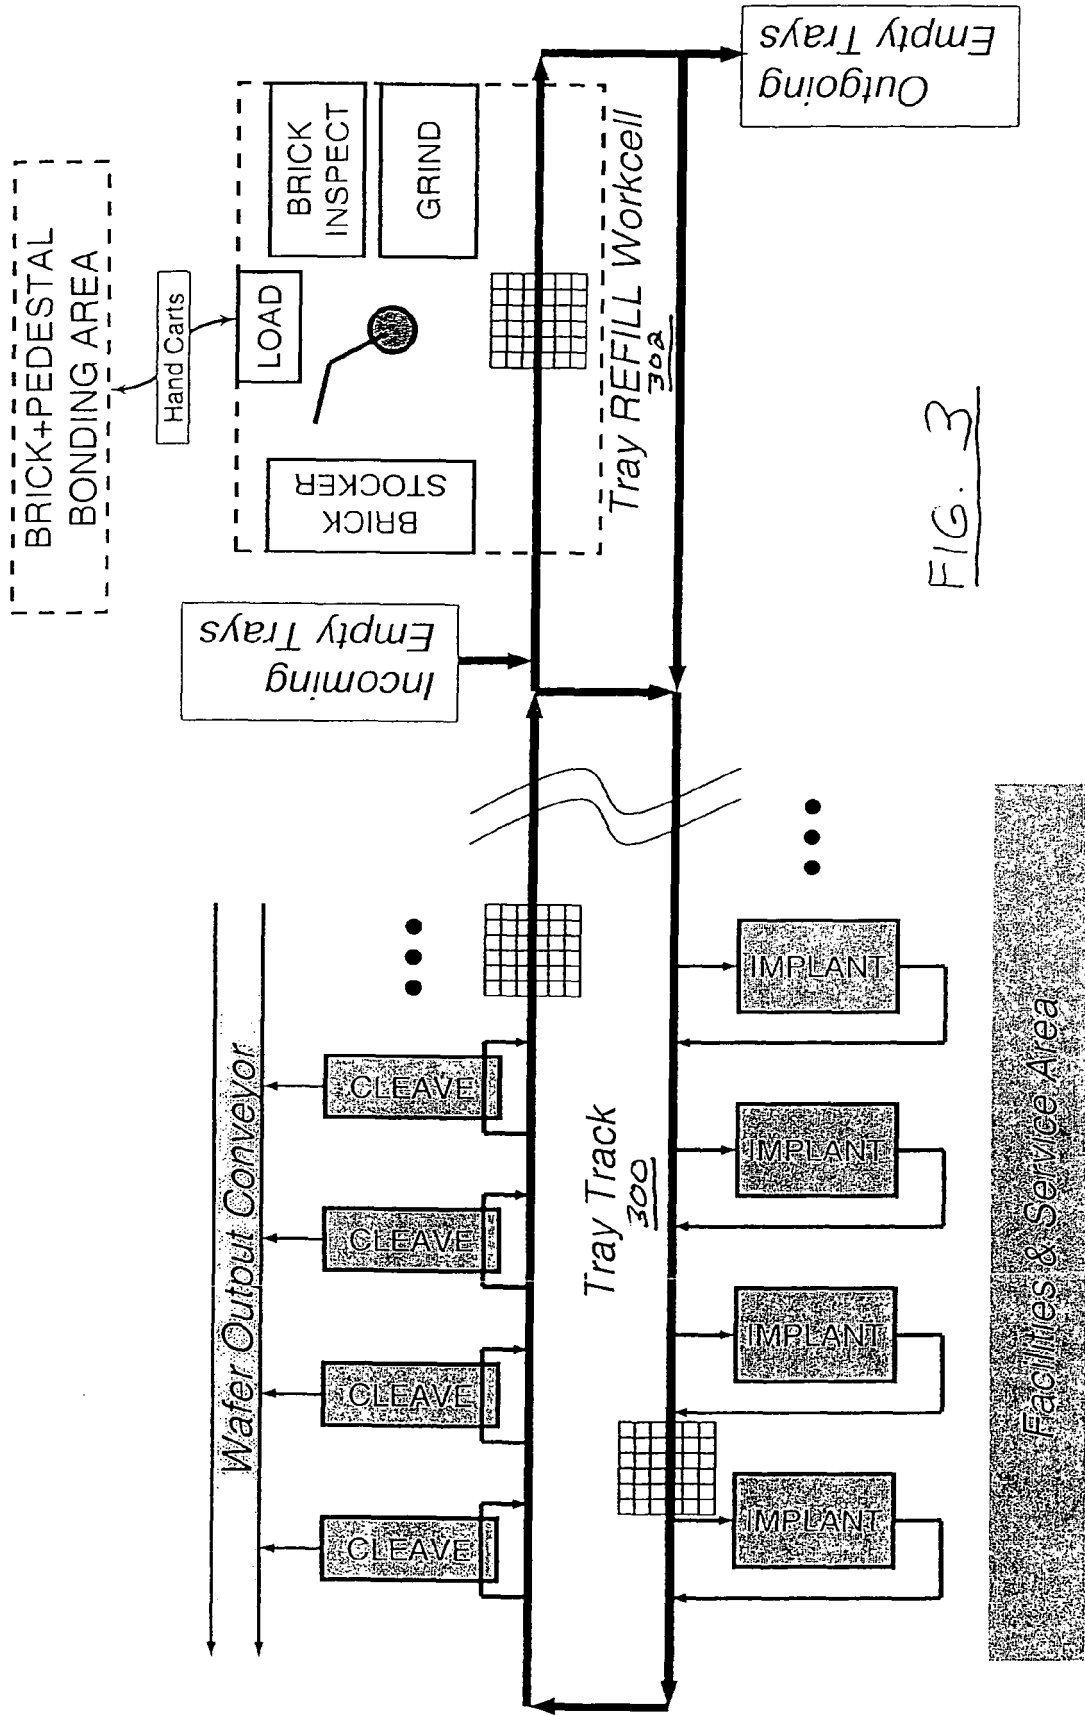 BRICK+PEDESTAL
BONDING AREA
Hand Carts
LOAD
BRICK
INSPECT
GRIND
BRICK
STOCKER
Tray REFILL Workcell
302
Incoming
Empty Trays
Outgoing
Empty Trays
Wafer Output Conveyor
CLEAVE
CLEAVE
CLEAVE
CLEAVE
Tray Track
300
IMPLANT
IMPLANT
IMPLANT
IMPLANT
Facilities & Service Area
FIG. 3